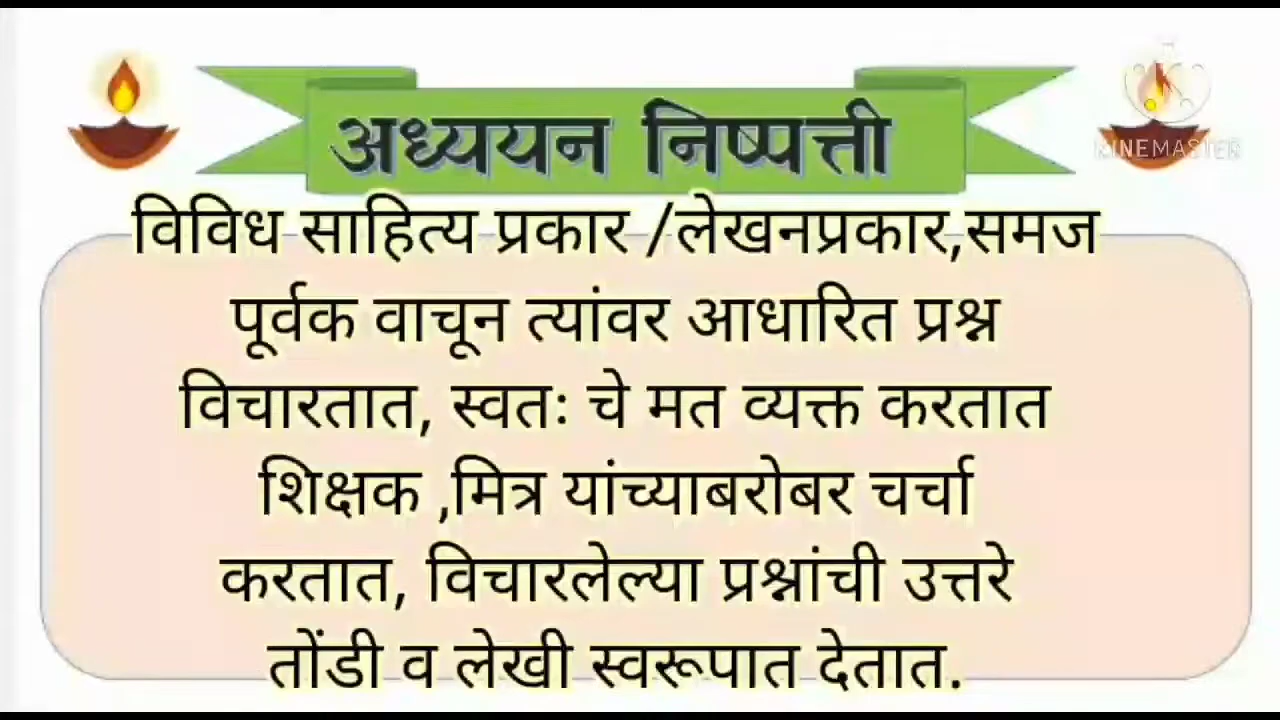 अध्ययन निष्पत्ती
KINEMASTER
विविध साहित्य प्रकार /लेखनप्रकार,समज
पूर्वक वाचून त्यांवर आधारित प्रश्न
विचारतात, स्वतः चे मत व्यक्त करतात
शिक्षक ,मित्र यांच्याबरोबर चर्चा
करतात, विचारलेल्या प्रश्नांची उत्तरे
तोंडी व लेखी स्वरूपात देतात.